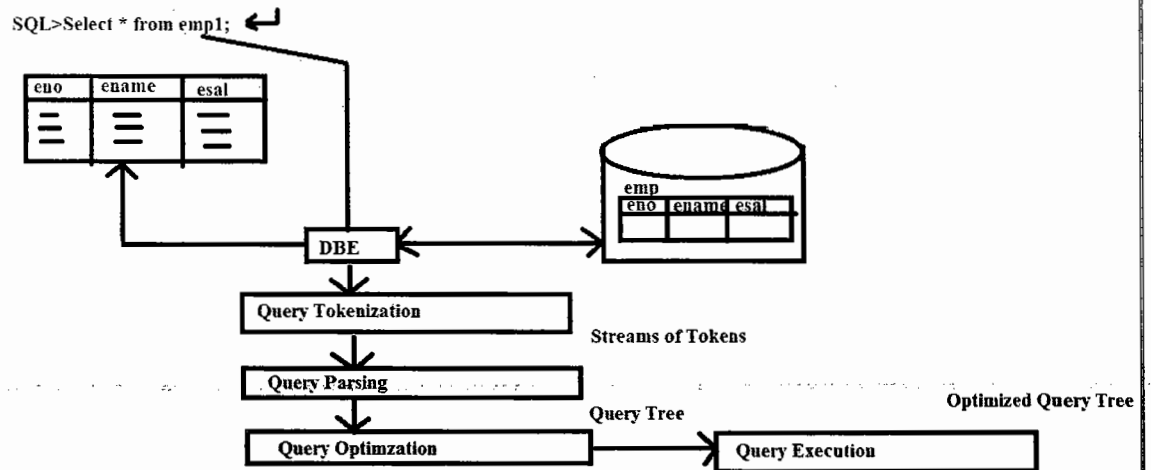 SQL>Select * from emp1;
eno ename esal
emp
eno ename esal
DBE
Query Tokenization
Streams of Tokens
Query Parsing
Query Tree
Optimized Query Tree
Query Optimzation
Query Execution